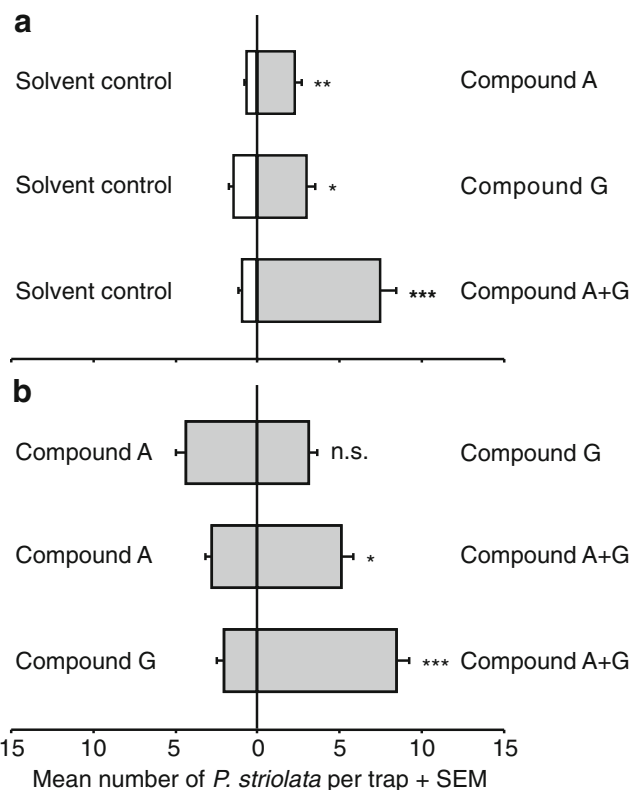 a
Solvent control ** Compound A
Solvent control * Compound G
Solvent control *** Compound A+G
b
Compound A n.s. Compound G
Compound A * Compound A+G
Compound G *** Compound A+G
15 10 5 0 5 10 15
Mean number of P. striolata per trap + SEM